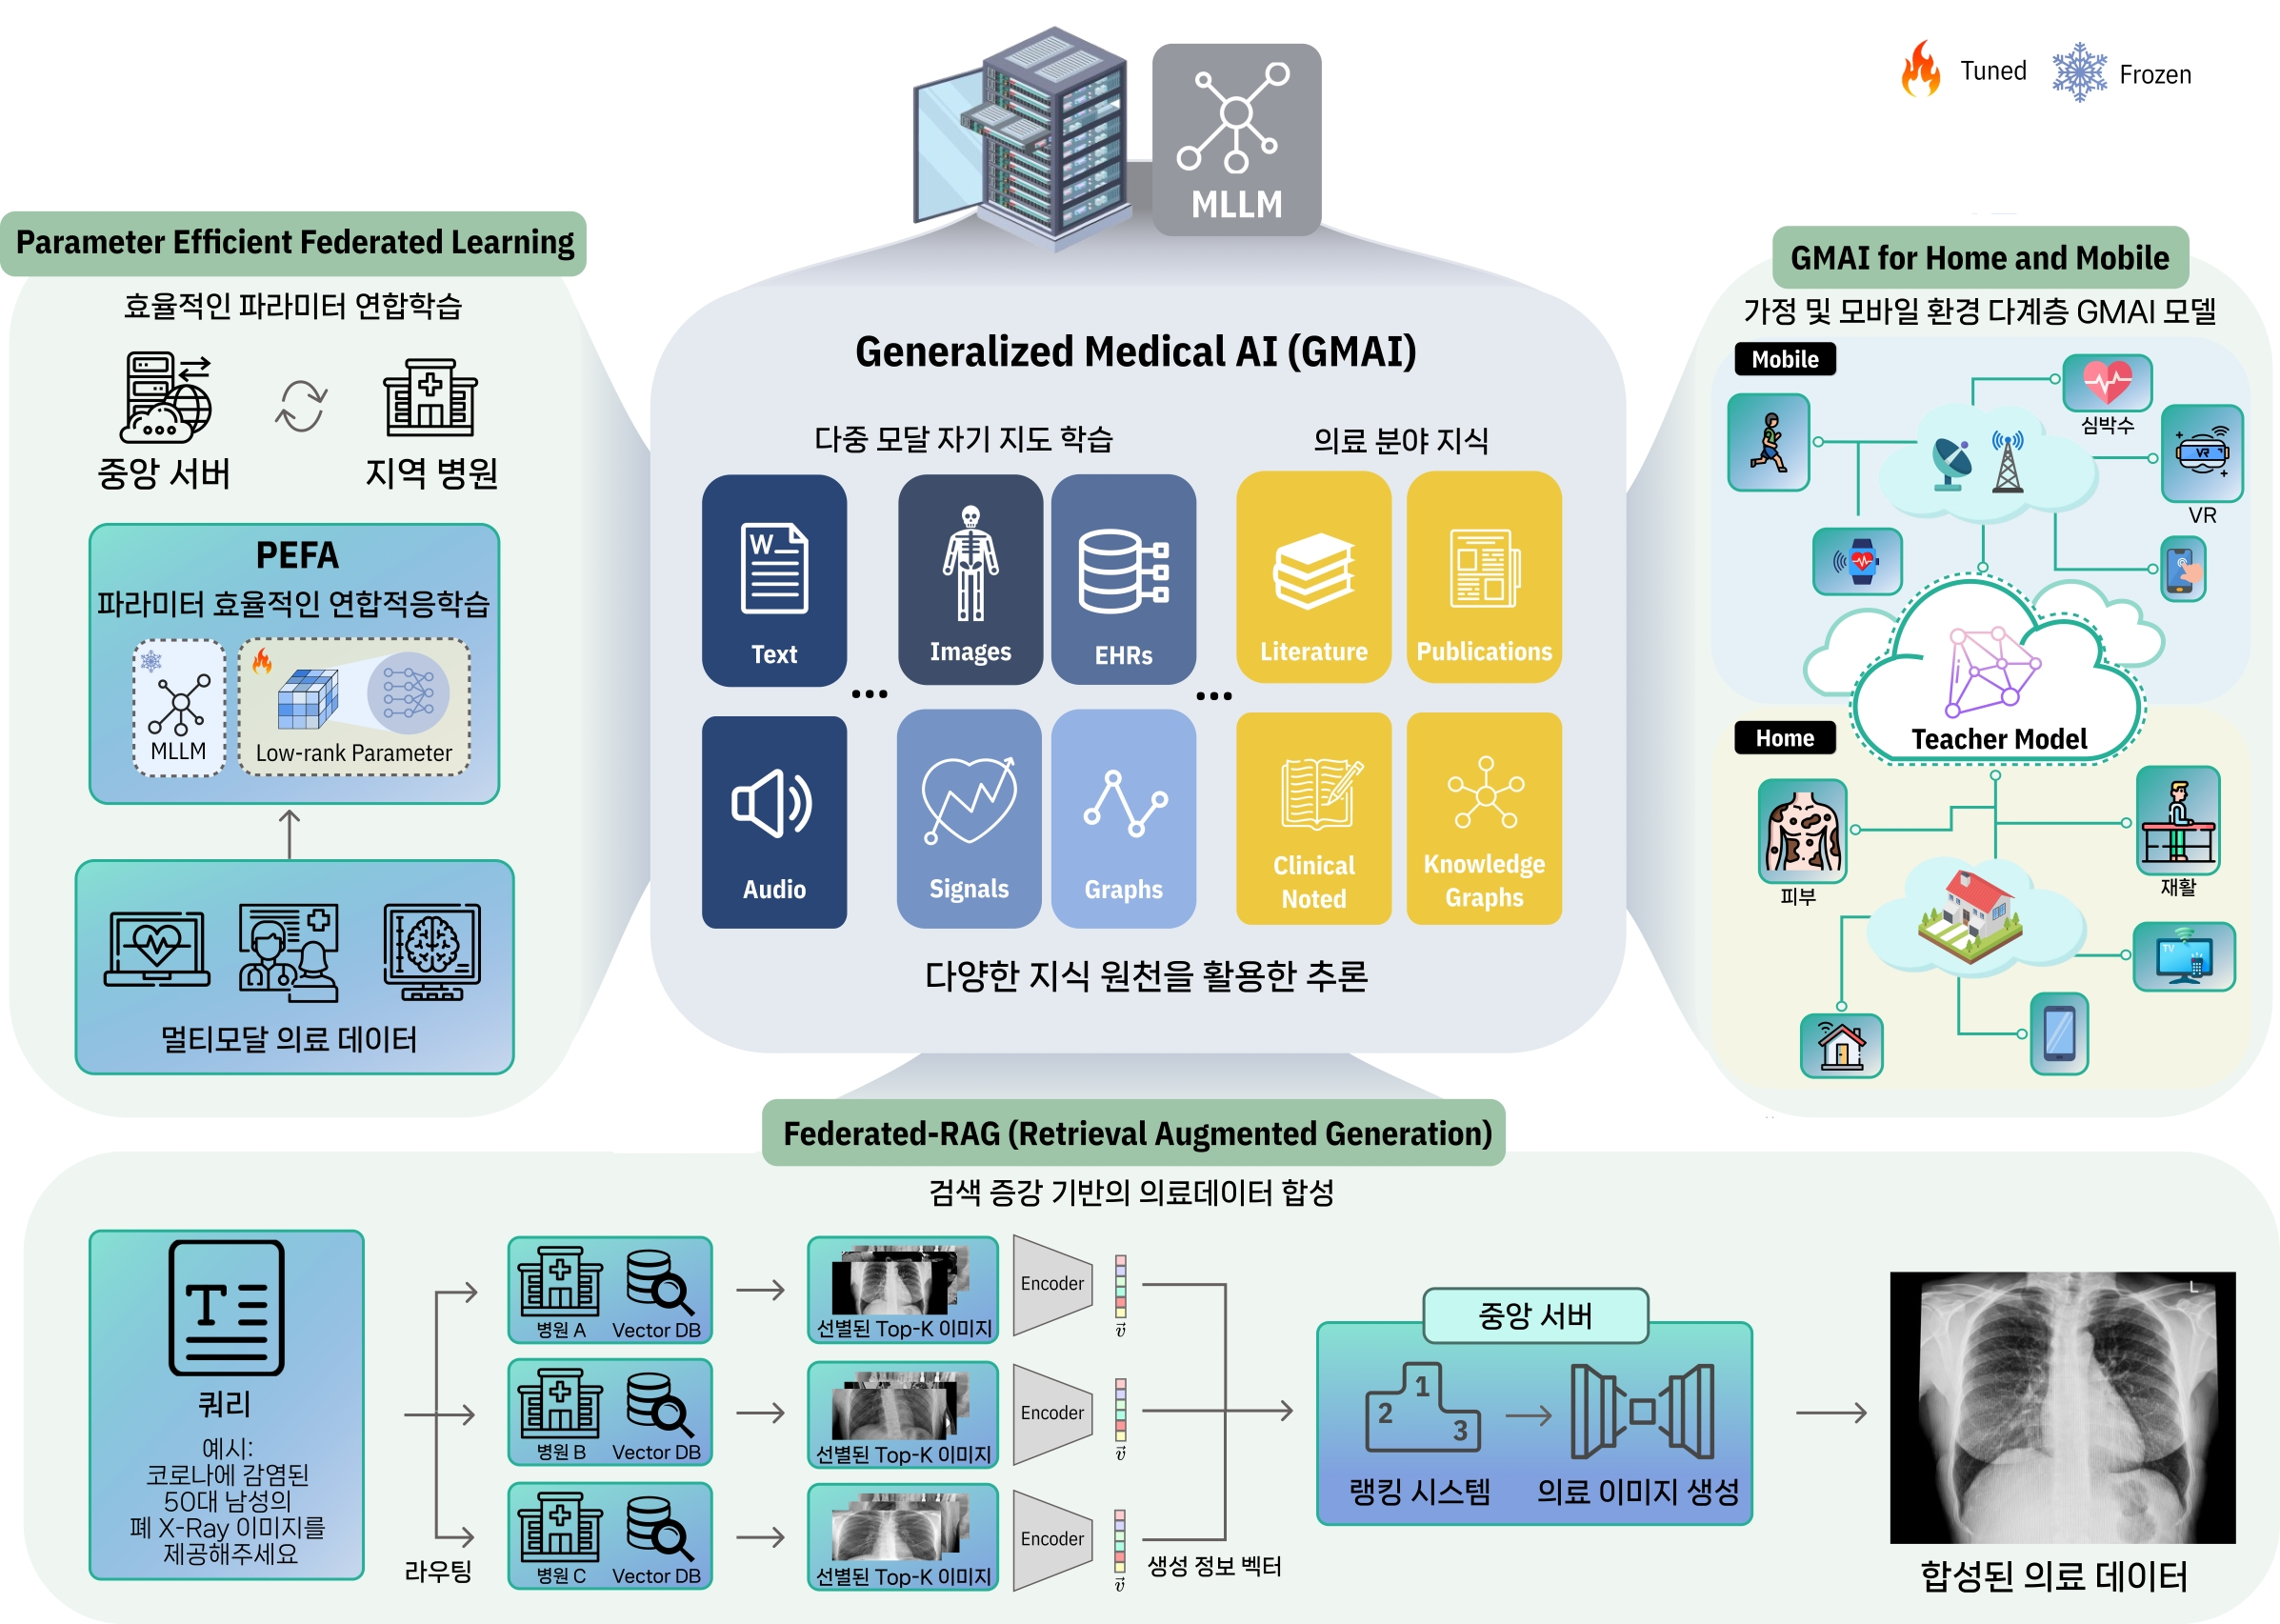 Tuned
Frozen
MLLM
Parameter Efficient Federated Learning
효율적인 파라미터 연합학습
중앙 서버
지역 병원
PEFA
파라미터 효율적인 연합적응학습
MLLM
Low-rank Parameter
멀티모달 의료 데이터
Generalized Medical AI (GMAI)
다중 모달 자기 지도 학습
의료 분야 지식
W
Text
Images
EHRs
Literature
Publications
...
...
Audio
Signals
Graphs
Clinical
Noted
Knowledge
Graphs
다양한 지식 원천을 활용한 추론
GMAI for Home and Mobile
가정 및 모바일 환경 다계층 GMAI 모델
Mobile
심박수
VR
VR
Teacher Model
Home
피부
재활
TV
Federated-RAG (Retrieval Augmented Generation)
검색 증강 기반의 의료데이터 합성
T
쿼리
예시:
코로나에 감염된
50대 남성의
폐 X-Ray 이미지를
제공해주세요
라우팅
병원 A
Vector DB
선별된 Top-K 이미지
Encoder
v⃗
병원 B
Vector DB
선별된 Top-K 이미지
Encoder
v⃗
병원 C
Vector DB
선별된 Top-K 이미지
Encoder
v⃗
생성 정보 벡터
중앙 서버
1
2
3
랭킹 시스템
의료 이미지 생성
L
합성된 의료 데이터